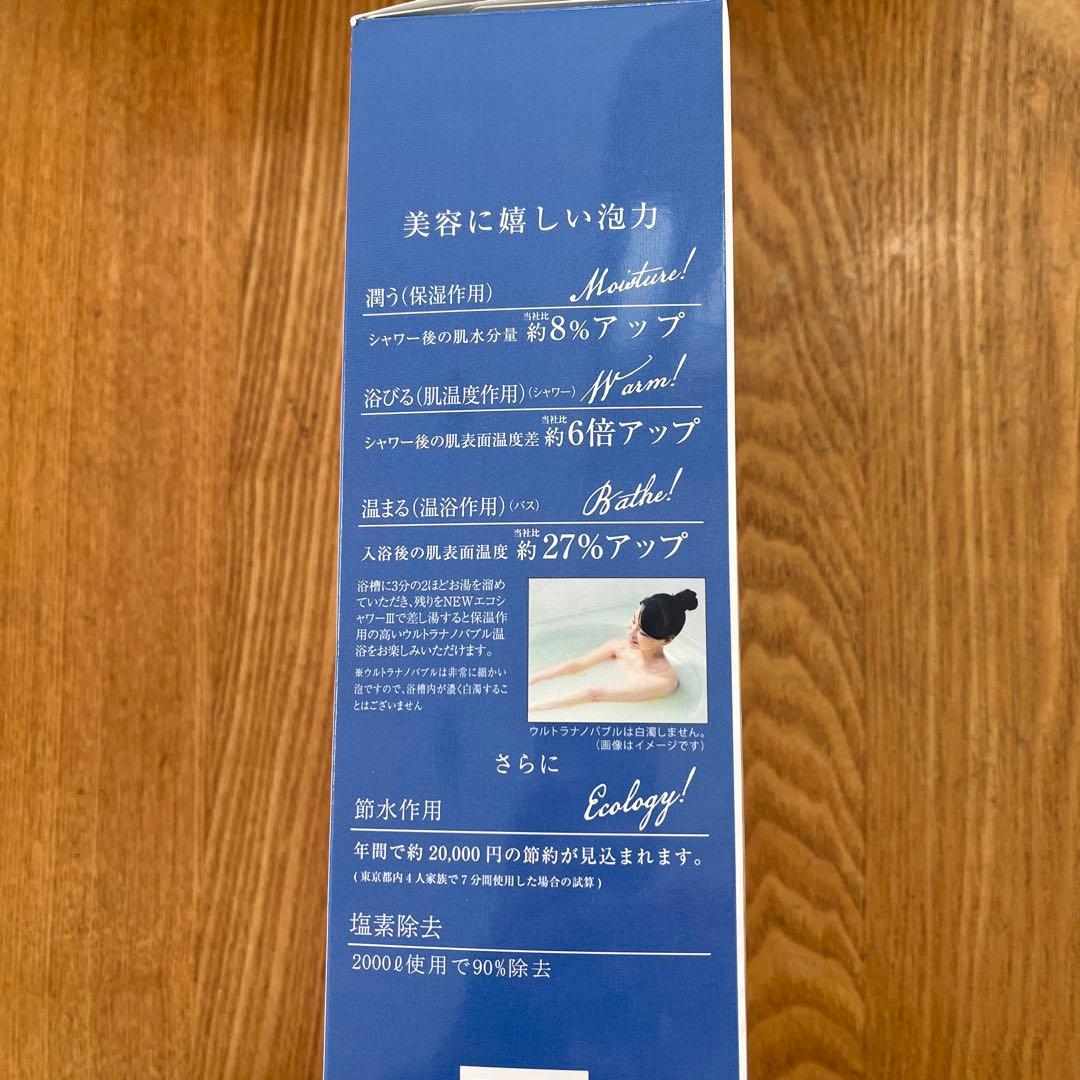 美容に嬉しい泡力
潤う(保湿作用) Moisture!
シャワー後の肌水分量 当社比 約8%アップ
浴びる(肌温度作用)(シャワー) Warm!
シャワー後の肌表面温度差 当社比 約6倍アップ
温まる(温浴作用)(バス) Bathe!
入浴後の肌表面温度 当社比 約27%アップ
浴槽に3分の2ほどお湯を溜め
ていただき、残りをNEWエコシ
ャワーⅢで差し湯すると保温作
用の高いウルトラナノバブル温
浴をお楽しみいただけます。
※ウルトラナノバブルは非常に細かい
泡ですので、浴槽内が濃く白濁するこ
とはございません
ウルトラナノバブルは白濁しません。
(画像はイメージです)
さらに
節水作用 Ecology!
年間で約20,000円の節約が見込まれます。
(東京都内4人家族で7分間使用した場合の試算)
塩素除去
2000ℓ使用で90%除去